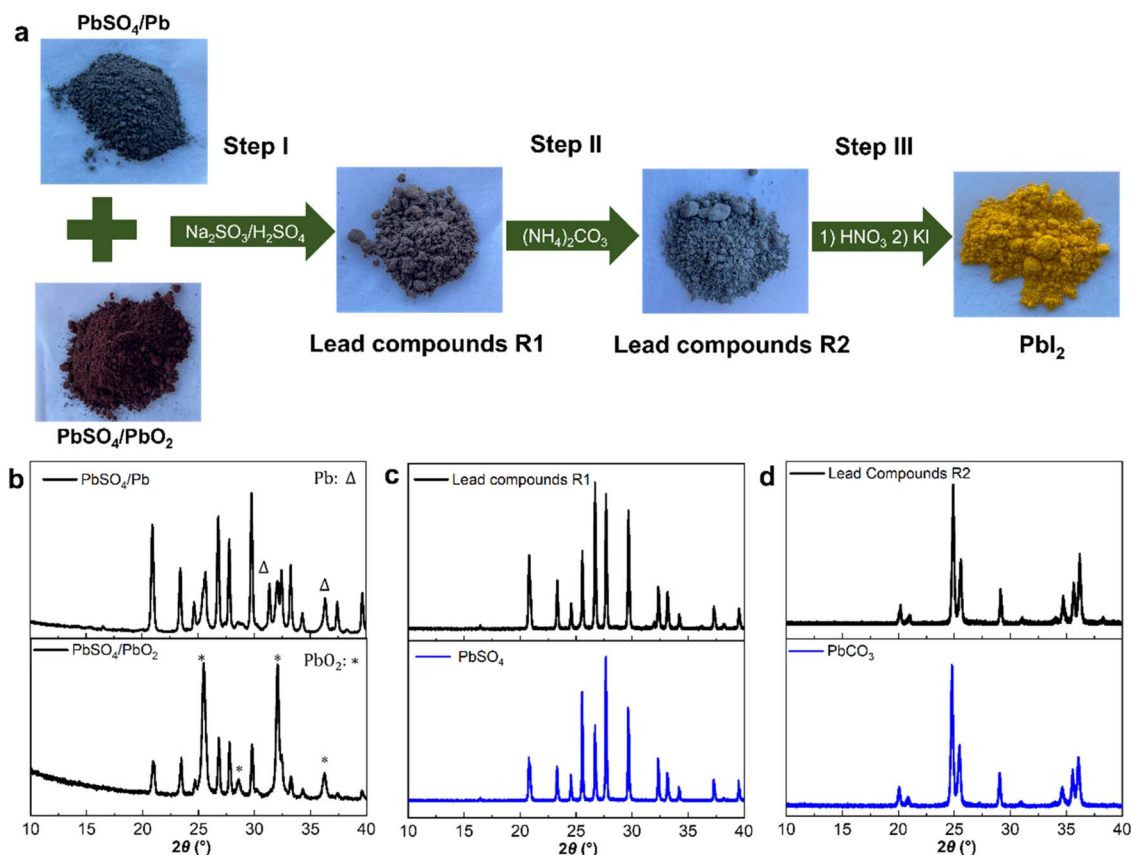 a
PbSO₄/Pb
Step I
Step II
Step III
Na₂SO₃/H₂SO₄
(NH₄)₂CO₃
1) HNO₃ 2) KI
Lead compounds R1
Lead compounds R2
PbI₂
PbSO₄/PbO₂
b
PbSO₄/Pb
Pb: Δ
Δ
Δ
PbSO₄/PbO₂
PbO₂: *
*
*
*
*
10 15 20 25 30 35 40
2θ (°)
c
Lead compounds R1
PbSO₄
10 15 20 25 30 35 40
2θ (°)
d
Lead Compounds R2
PbCO₃
10 15 20 25 30 35 40
2θ (°)